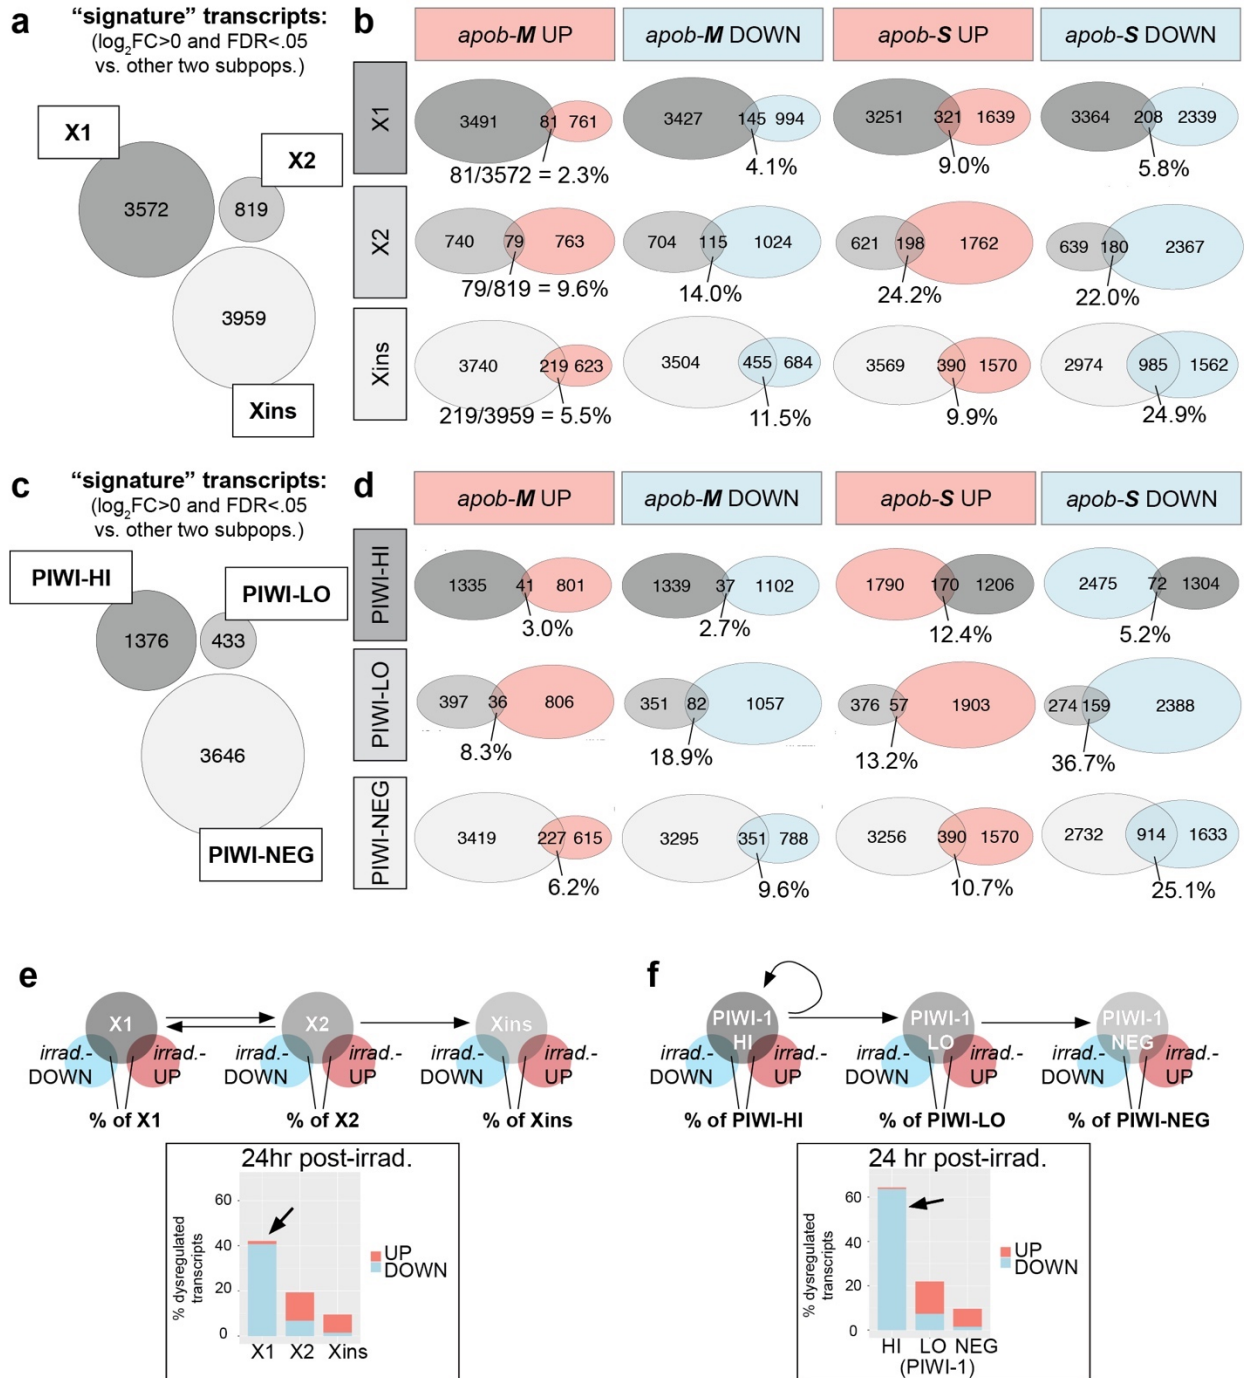 a
“signature” transcripts:
(log2FC>0 and FDR<.05
vs. other two subpops.)
X1
X2
3572
819
3959
Xins
b
apob-M UP
apob-M DOWN
apob-S UP
apob-S DOWN
X1
3491 81 761
81/3572 = 2.3%
3427 145 994
4.1%
3251 321 1639
9.0%
3364 208 2339
5.8%
X2
740 79 763
79/819 = 9.6%
704 115 1024
14.0%
621 198 1762
24.2%
639 180 2367
22.0%
Xins
3740 219 623
219/3959 = 5.5%
3504 455 684
11.5%
3569 390 1570
9.9%
2974 985 1562
24.9%
c
“signature” transcripts:
(log2FC>0 and FDR<.05
vs. other two subpops.)
PIWI-HI
PIWI-LO
1376
433
3646
PIWI-NEG
d
apob-M UP
apob-M DOWN
apob-S UP
apob-S DOWN
PIWI-HI
1335 41 801
3.0%
1339 37 1102
2.7%
1790 170 1206
12.4%
2475 72 1304
5.2%
PIWI-LO
397 36 806
8.3%
351 82 1057
18.9%
376 57 1903
13.2%
274 159 2388
36.7%
PIWI-NEG
3419 227 615
6.2%
3295 351 788
9.6%
3256 390 1570
10.7%
2732 914 1633
25.1%
e
X1
X2
Xins
irrad.-
DOWN
irrad.-
UP
irrad.-
DOWN
irrad.-
UP
irrad.-
DOWN
irrad.-
UP
% of X1
% of X2
% of Xins
24hr post-irrad.
% dysregulated
transcripts
60
40
20
0
X1 X2 Xins
UP
DOWN
f
PIWI-1
HI
PIWI-1
LO
PIWI-1
NEG
irrad.-
DOWN
irrad.-
UP
irrad.-
DOWN
irrad.-
UP
irrad.-
DOWN
irrad.-
UP
% of PIWI-HI
% of PIWI-LO
% of PIWI-NEG
24 hr post-irrad.
% dysregulated
transcripts
60
40
20
0
HI LO NEG
(PIWI-1)
UP
DOWN